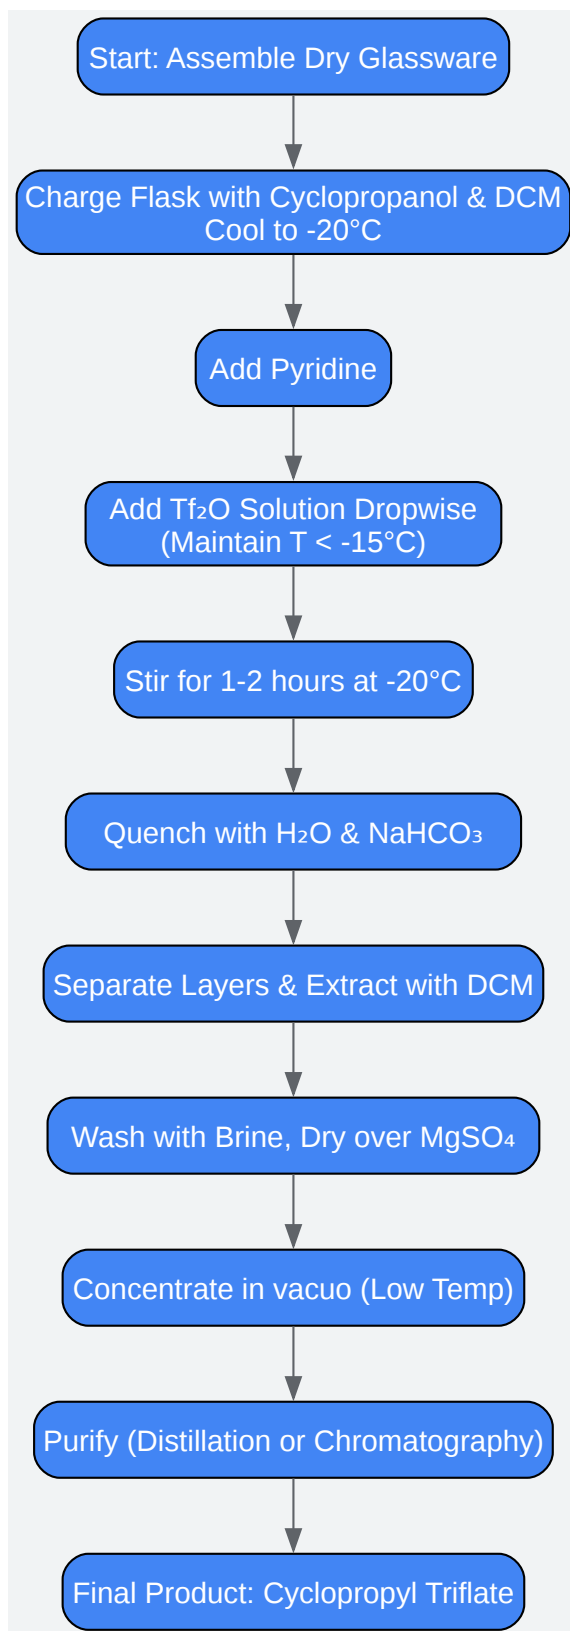 Start: Assemble Dry Glassware
Charge Flask with Cyclopropanol & DCM
Cool to -20°C
Add Pyridine
Add Tf₂O Solution Dropwise
(Maintain T < -15°C)
Stir for 1-2 hours at -20°C
Quench with H₂O & NaHCO₃
Separate Layers & Extract with DCM
Wash with Brine, Dry over MgSO₄
Concentrate in vacuo (Low Temp)
Purify (Distillation or Chromatography)
Final Product: Cyclopropyl Triflate